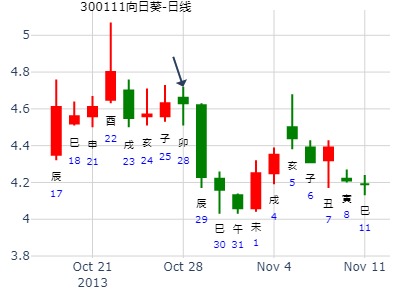 300111向日葵-日线
5
4.8
4.6
4.4
4.2
4
3.8
辰
17
巳
18
申
21
酉
22
戌
23
亥
24
子
25
卯
28
辰
29
巳
30
午
31
未
1
戌
4
亥
5
子
6
丑
7
寅
8
巳
11
Oct 21
2013
Oct 28
Nov 4
Nov 11